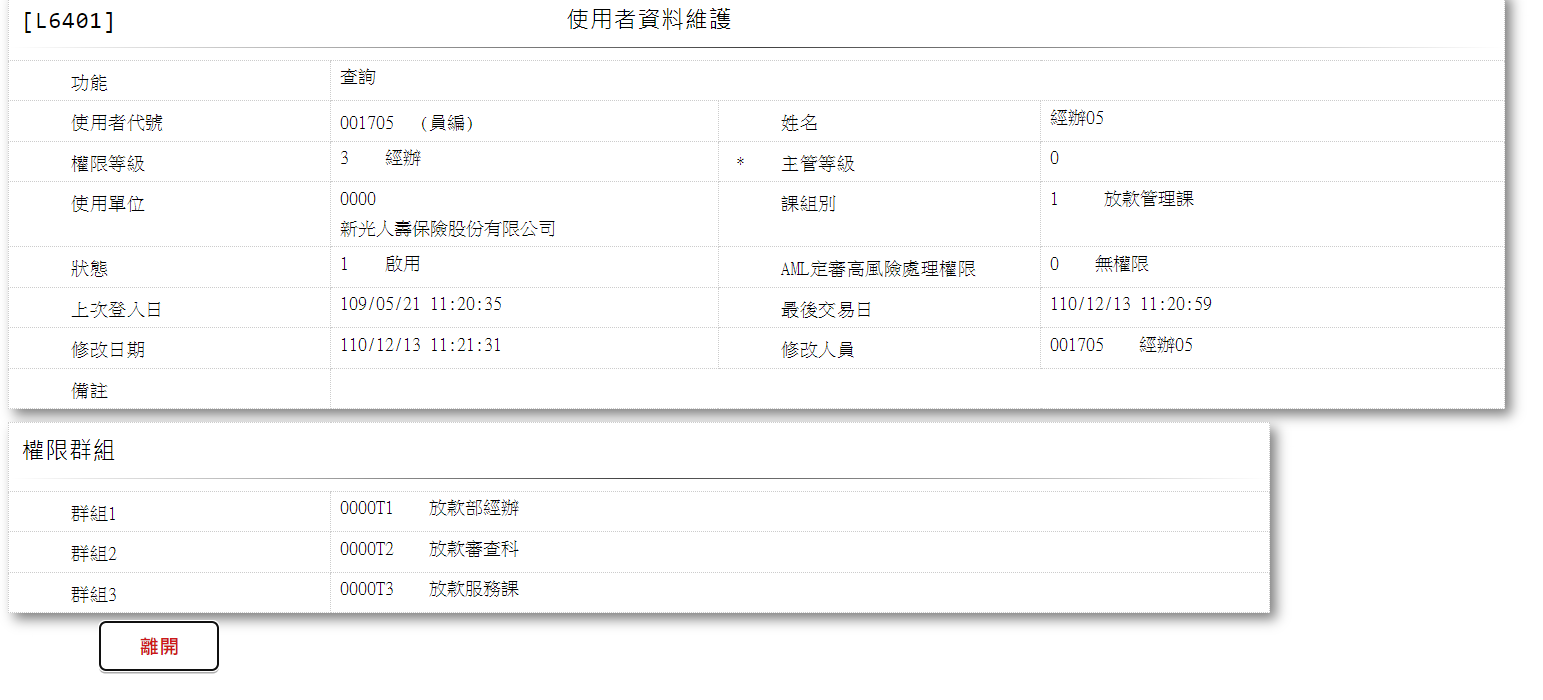 [L6401] 使用者資料維護
功能 查詢
使用者代號 001705 (員編) 姓名 經辦05
權限等級 3 經辦 * 主管等級 0
使用單位 0000 課組別 1 放款管理課
新光人壽保險股份有限公司
狀態 1 啟用 AML定審高風險處理權限 0 無權限
上次登入日 109/05/21 11:20:35 最後交易日 110/12/13 11:20:59
修改日期 110/12/13 11:21:31 修改人員 001705 經辦05
備註
權限群組
群組1 0000T1 放款部經辦
群組2 0000T2 放款審查科
群組3 0000T3 放款服務課
離開